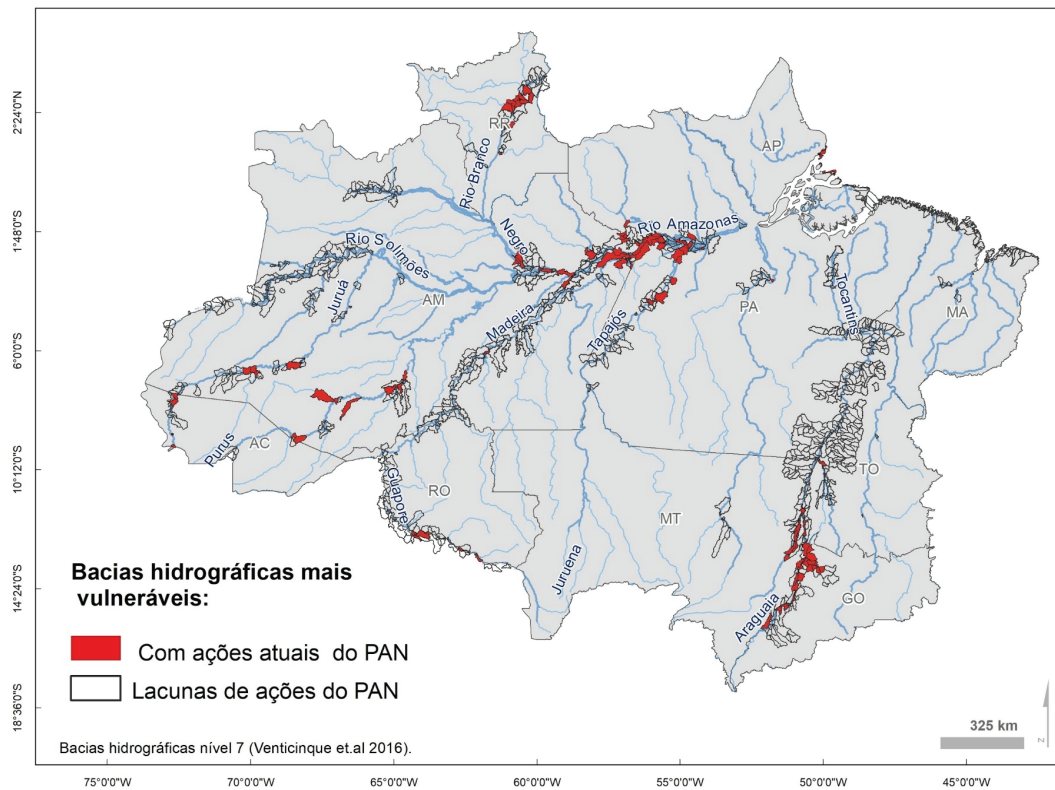 2°24'0"N
1°48'0"S
6°0'0"S
10°12'0"S
14°24'0"S
18°36'0"S
RR
AP
Rio Branco
Negro
Rio Amazonas
Rio Solimões
Juruá
AM
Madeira
Tapajós
PA
Tocantins
MA
Purus
AC
Guaporé
RO
Juruena
MT
TO
Araguaia
GO
Bacias hidrográficas mais
vulneráveis:
Com ações atuais do PAN
Lacunas de ações do PAN
Bacias hidrográficas nível 7 (Venticinque et.al 2016).
325 km
N
75°0'0"W
70°0'0"W
65°0'0"W
60°0'0"W
55°0'0"W
50°0'0"W
45°0'0"W